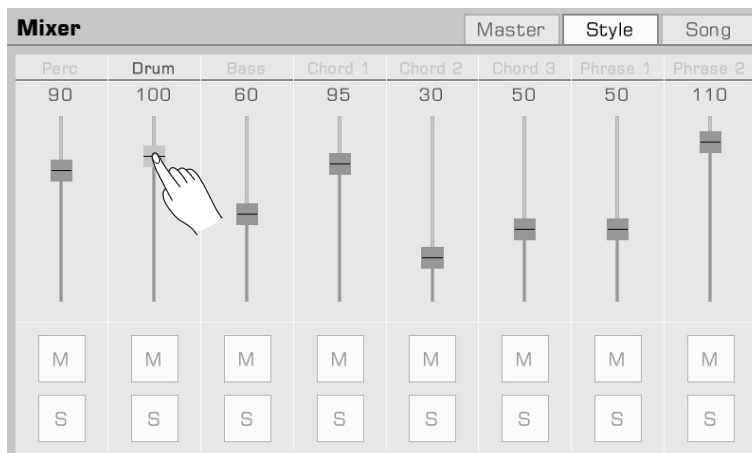 Mixer Master Style Song
Perc Drum Bass Chord 1 Chord 2 Chord 3 Phrase 1 Phrase 2
90 100 60 95 30 50 50 110
M M M M M M M M
S S S S S S S S